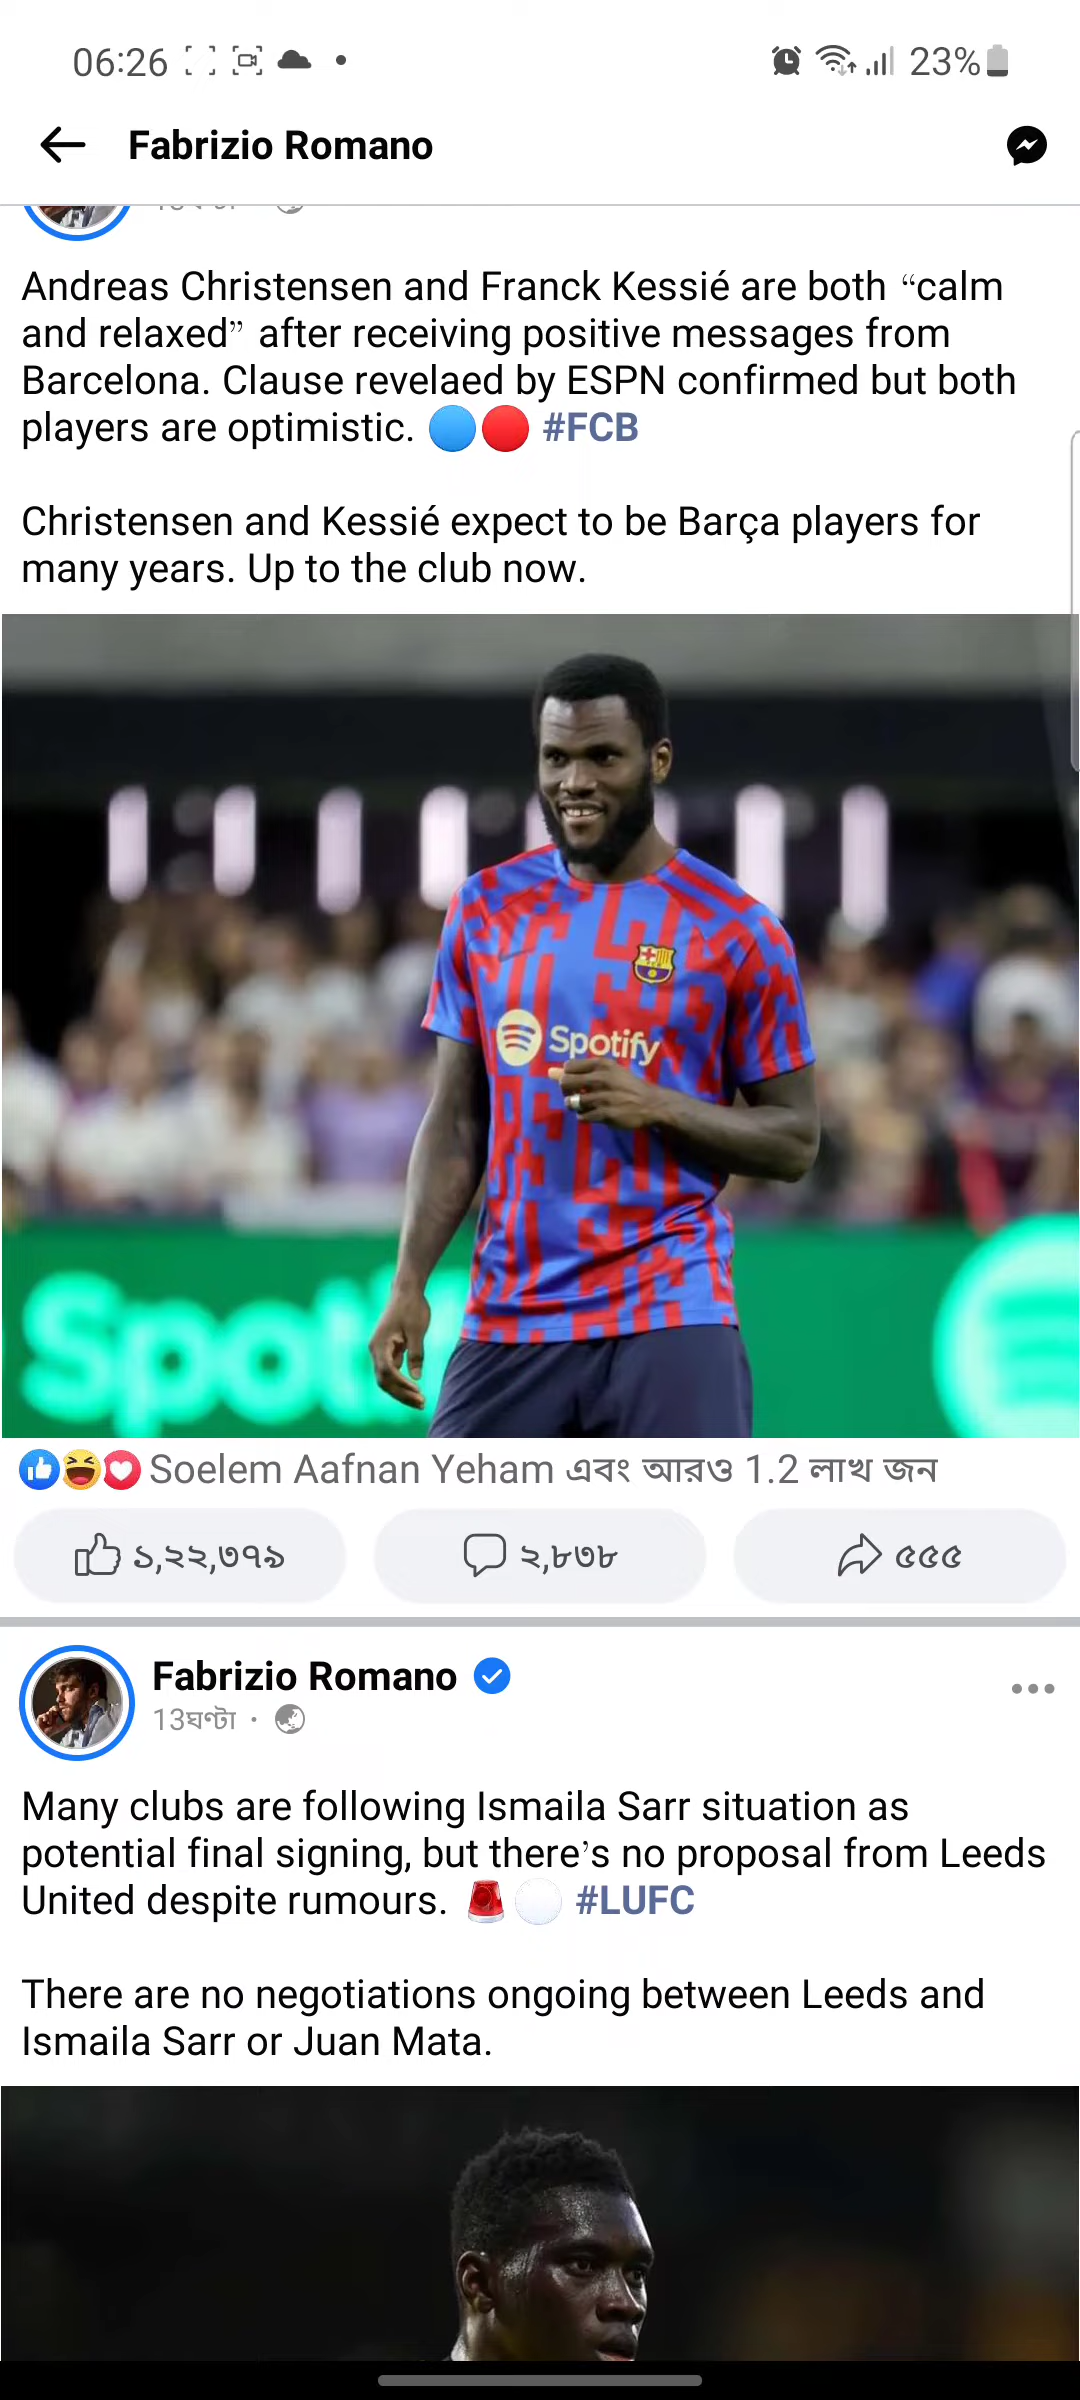 06:26
23%
Fabrizio Romano
Andreas Christensen and Franck Kessié are both “calm
and relaxed” after receiving positive messages from
Barcelona. Clause revelaed by ESPN confirmed but both
players are optimistic. 🔵🔴 #FCB
Christensen and Kessié expect to be Barça players for
many years. Up to the club now.
Spotify
Spot
Soelem Aafnan Yeham এবং আরও 1.2 লাখ জন
১,২২,৩৭৯
২,৮৩৮
৫৫৫
Fabrizio Romano
13ঘণ্টা ·
Many clubs are following Ismaila Sarr situation as
potential final signing, but there’s no proposal from Leeds
United despite rumours. 🚨⚪ #LUFC
There are no negotiations ongoing between Leeds and
Ismaila Sarr or Juan Mata.